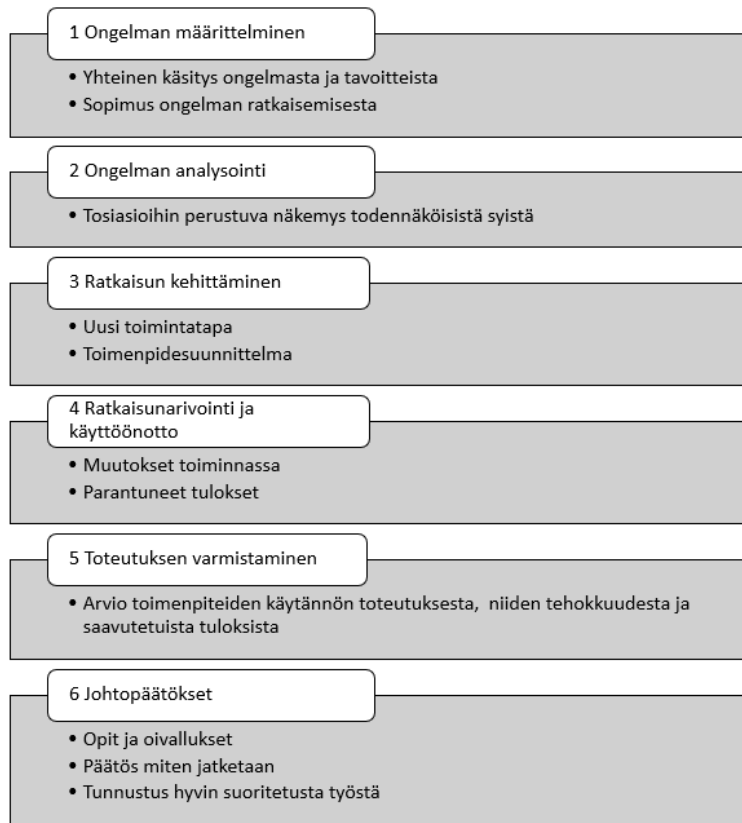 1 Ongelman määrittelminen
• Yhteinen käsitys ongelmasta ja tavoitteista
• Sopimus ongelman ratkaisemisesta
2 Ongelman analysointi
• Tosiasioihin perustuva näkemys todennäköisistä syistä
3 Ratkaisun kehittäminen
• Uusi toimintatapa
• Toimenpidesuunnittelma
4 Ratkaisunarivointi ja
käyttöönotto
• Muutokset toiminnassa
• Parantuneet tulokset
5 Toteutuksen varmistaminen
• Arvio toimenpiteiden käytännön toteutuksesta, niiden tehokkuudesta ja
saavutetuista tuloksista
6 Johtopäätökset
• Opit ja oivallukset
• Päätös miten jatketaan
• Tunnustus hyvin suoritetusta työstä